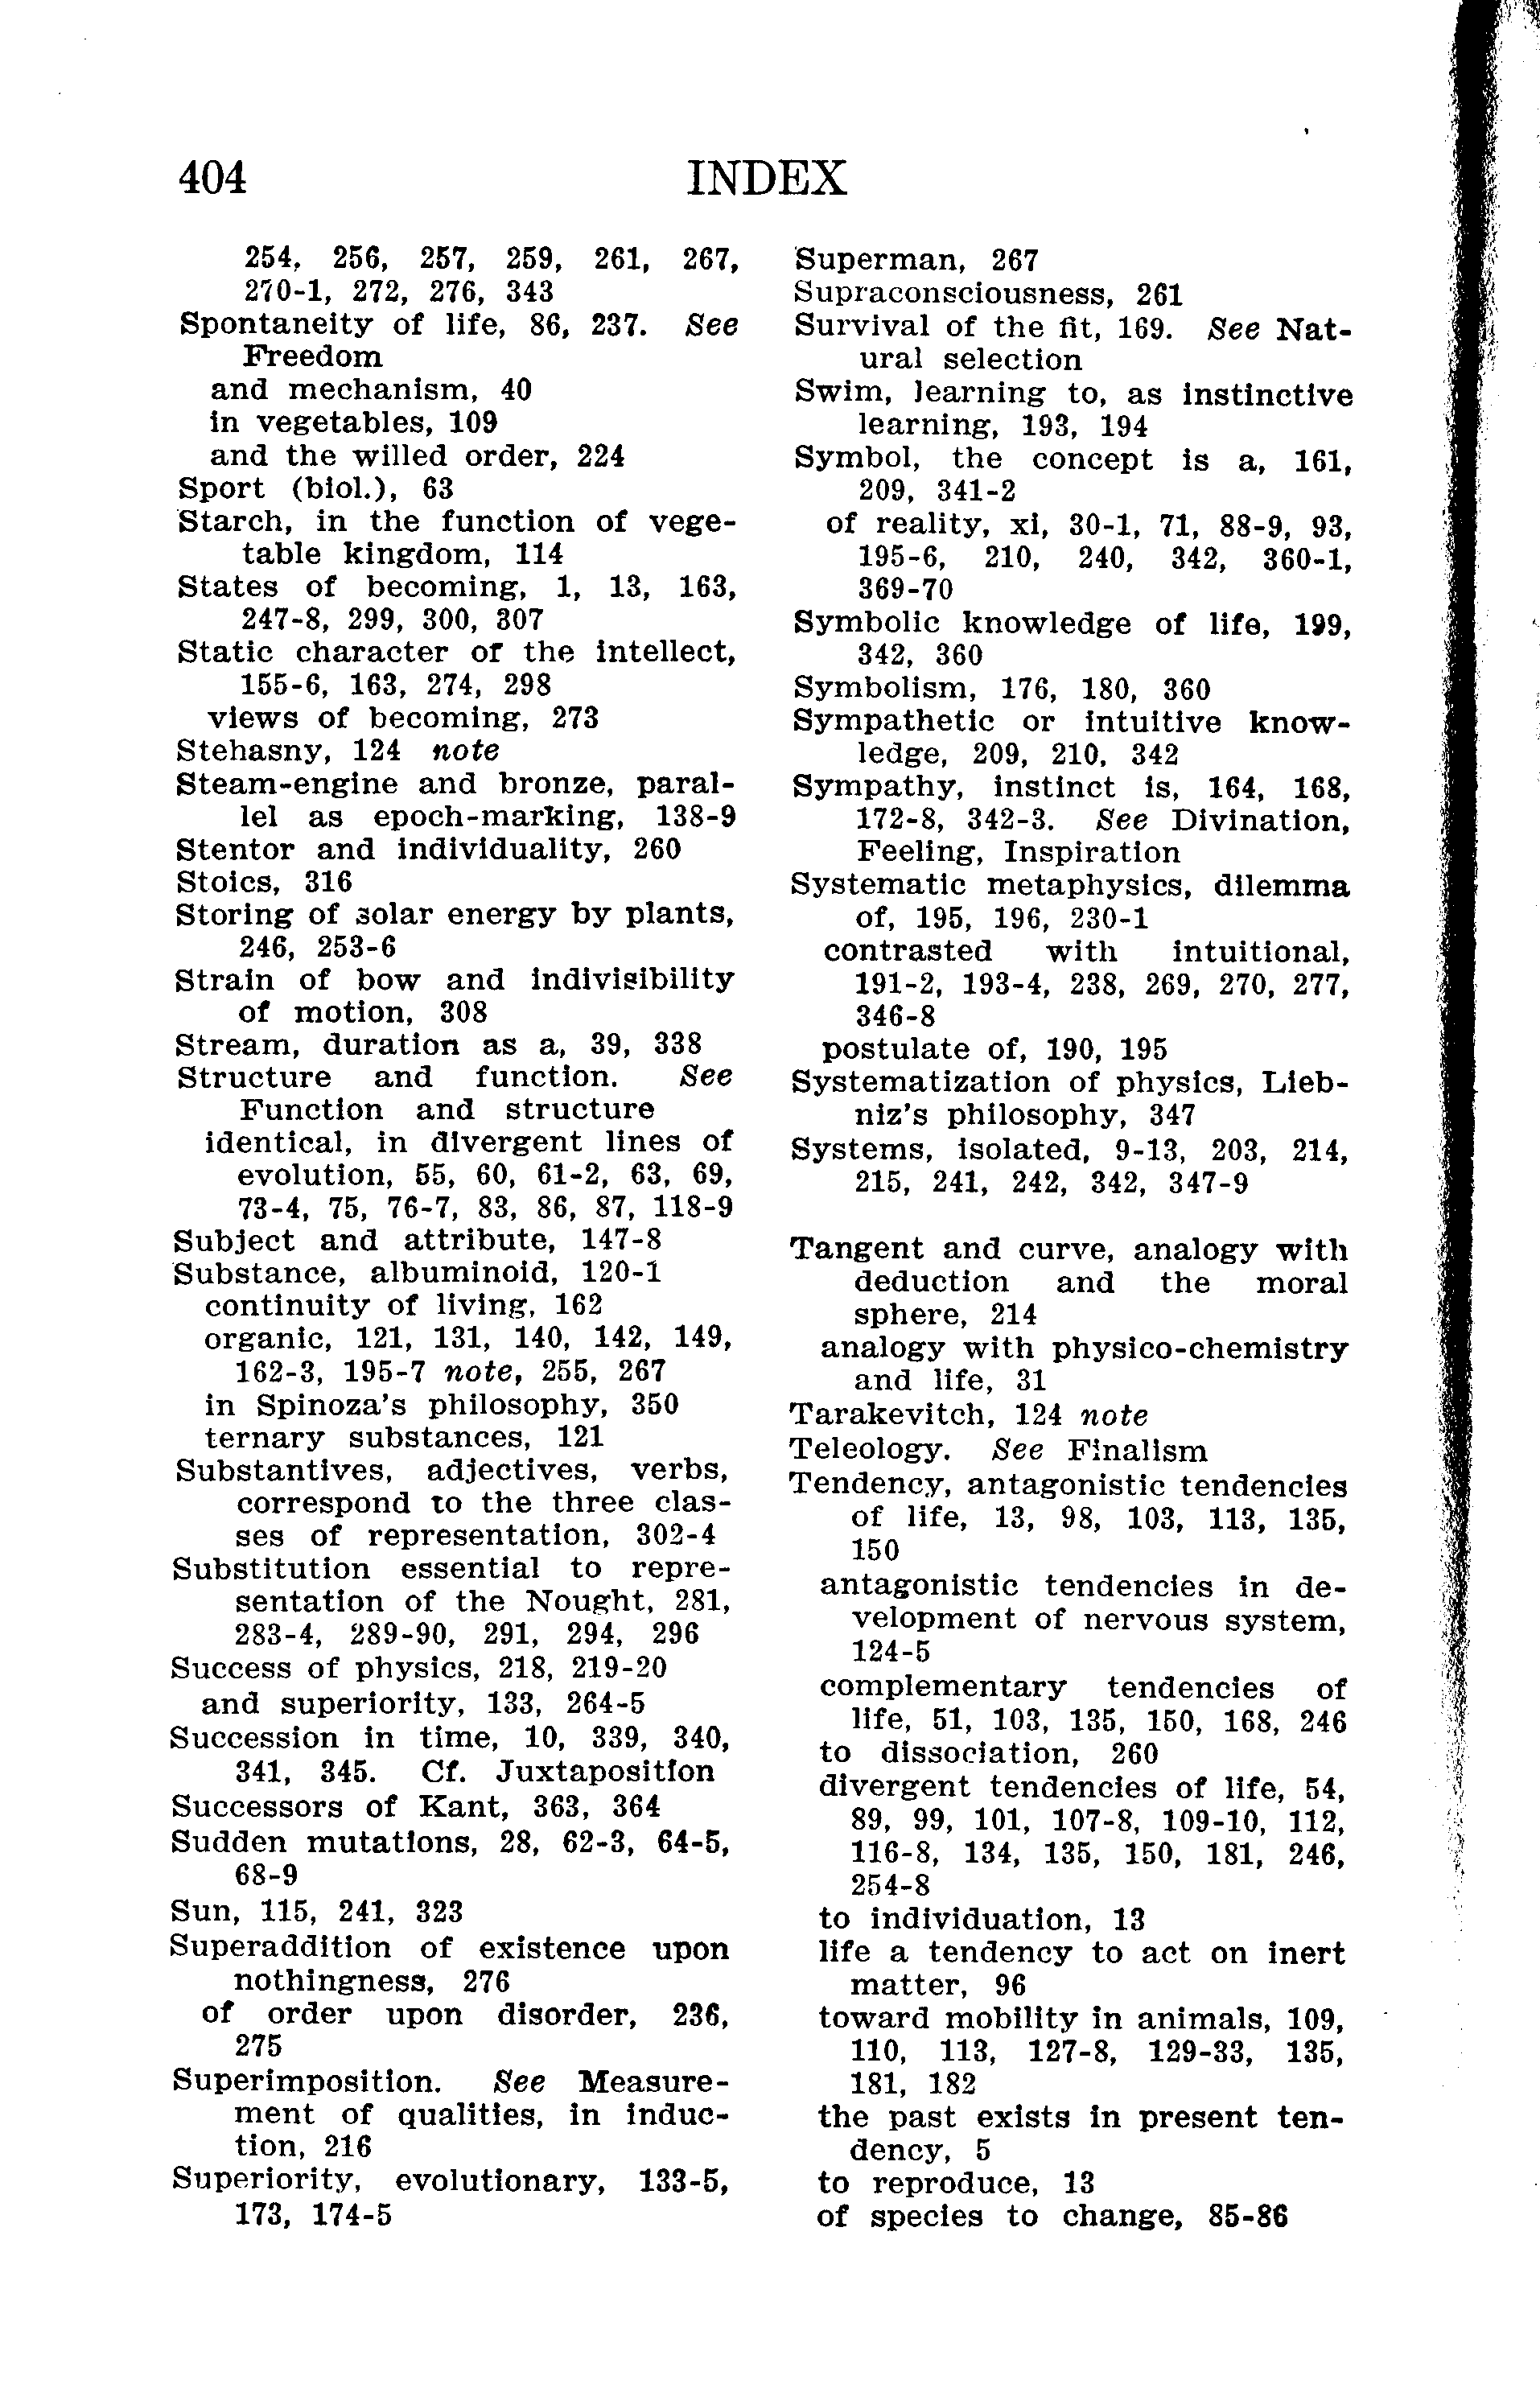 404
INDEX
254, 256, 257, 259, 261, 267,
270-1, 272, 276, 343
Spontaneity of life, 86, 237. See
Freedom
and mechanism, 40
in vegetables, 109
and the willed order, 224
Sport (biol.), 63
Starch, in the function of vege-
table kingdom, 114
States of becoming, 1, 13, 163,
247-8, 299, 300, 307
Static character of the intellect,
155-6, 163, 274, 298
views of becoming, 273
Stehasny, 124 note
Steam-engine and bronze, paral-
lel as epoch-marking, 138-9
Stentor and individuality, 260
Stoics, 316
Storing of solar energy by plants,
246, 253-6
Strain of bow and indivisibility
of motion, 308
Stream, duration as a, 39, 338
Structure and function. See
Function and structure
identical, in divergent lines of
evolution, 55, 60, 61-2, 63, 69,
73-4, 75, 76-7, 83, 86, 87, 118-9
Subject and attribute, 147-8
Substance, albuminoid, 120-1
continuity of living, 162
organic, 121, 131, 140, 142, 149,
162-3, 195-7 note, 255, 267
in Spinoza's philosophy, 350
ternary substances, 121
Substantives, adjectives, verbs,
correspond to the three clas-
ses of representation, 302-4
Substitution essential to repre-
sentation of the Nought, 281,
283-4, 289-90, 291, 294, 296
Success of physics, 218, 219-20
and superiority, 133, 264-5
Succession in time, 10, 339, 340,
341, 345. Cf. Juxtaposition
Successors of Kant, 363, 364
Sudden mutations, 28, 62-3, 64-5,
68-9
Sun, 115, 241, 323
Superaddition of existence upon
nothingness, 276
of order upon disorder, 236,
275
Superimposition. See Measure-
ment of qualities, in induc-
tion, 216
Superiority, evolutionary, 133-5,
173, 174-5
Superman, 267
Supraconsciousness, 261
Survival of the fit, 169. See Nat-
ural selection
Swim, learning to, as instinctive
learning, 193, 194
Symbol, the concept is a, 161,
209, 341-2
of reality, xi, 30-1, 71, 88-9, 93,
195-6, 210, 240, 342, 360-1,
369-70
Symbolic knowledge of life, 199,
342, 360
Symbolism, 176, 180, 360
Sympathetic or intuitive know-
ledge, 209, 210, 342
Sympathy, instinct is, 164, 168,
172-8, 342-3. See Divination,
Feeling, Inspiration
Systematic metaphysics, dilemma
of, 195, 196, 230-1
contrasted with intuitional,
191-2, 193-4, 238, 269, 270, 277,
346-8
postulate of, 190, 195
Systematization of physics, Lieb-
niz's philosophy, 347
Systems, isolated, 9-13, 203, 214,
215, 241, 242, 342, 347-9
Tangent and curve, analogy with
deduction and the moral
sphere, 214
analogy with physico-chemistry
and life, 31
Tarakevitch, 124 note
Teleology. See Finalism
Tendency, antagonistic tendencies
of life, 13, 98, 103, 113, 135,
150
antagonistic tendencies in de-
velopment of nervous system,
124-5
complementary tendencies of
life, 51, 103, 135, 150, 168, 246
to dissociation, 260
divergent tendencies of life, 54,
89, 99, 101, 107-8, 109-10, 112,
116-8, 134, 135, 150, 181, 246,
254-8
to individuation, 13
life a tendency to act on inert
matter, 96
toward mobility in animals, 109,
110, 113, 127-8, 129-33, 135,
181, 182
the past exists in present ten-
dency, 5
to reproduce, 13
of species to change, 85-86